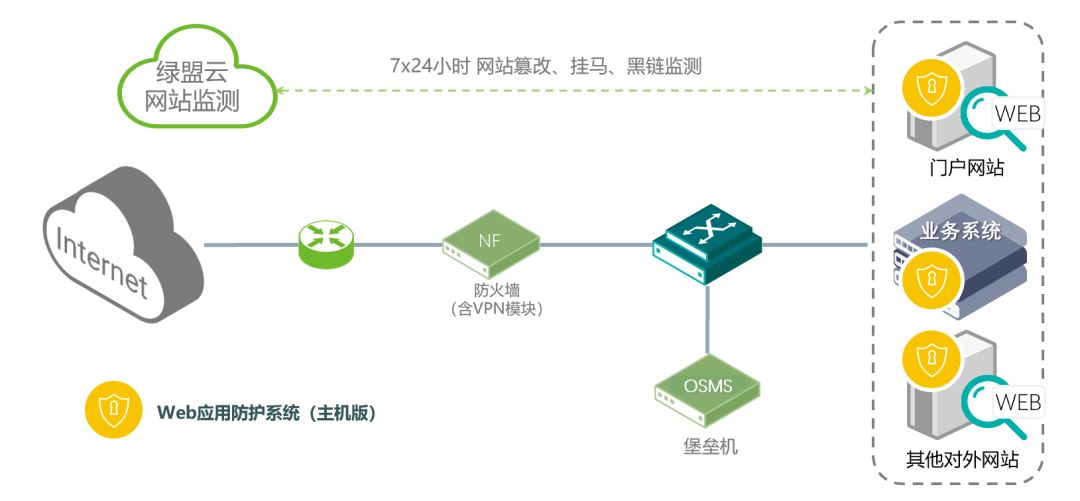 绿盟云
网站监测
7x24小时 网站篡改、挂马、黑链监测
WEB
门户网站
Internet
NF
防火墙
（含VPN模块）
业务系统
OSMS
堡垒机
WEB
其他对外网站
Web应用防护系统（主机版）